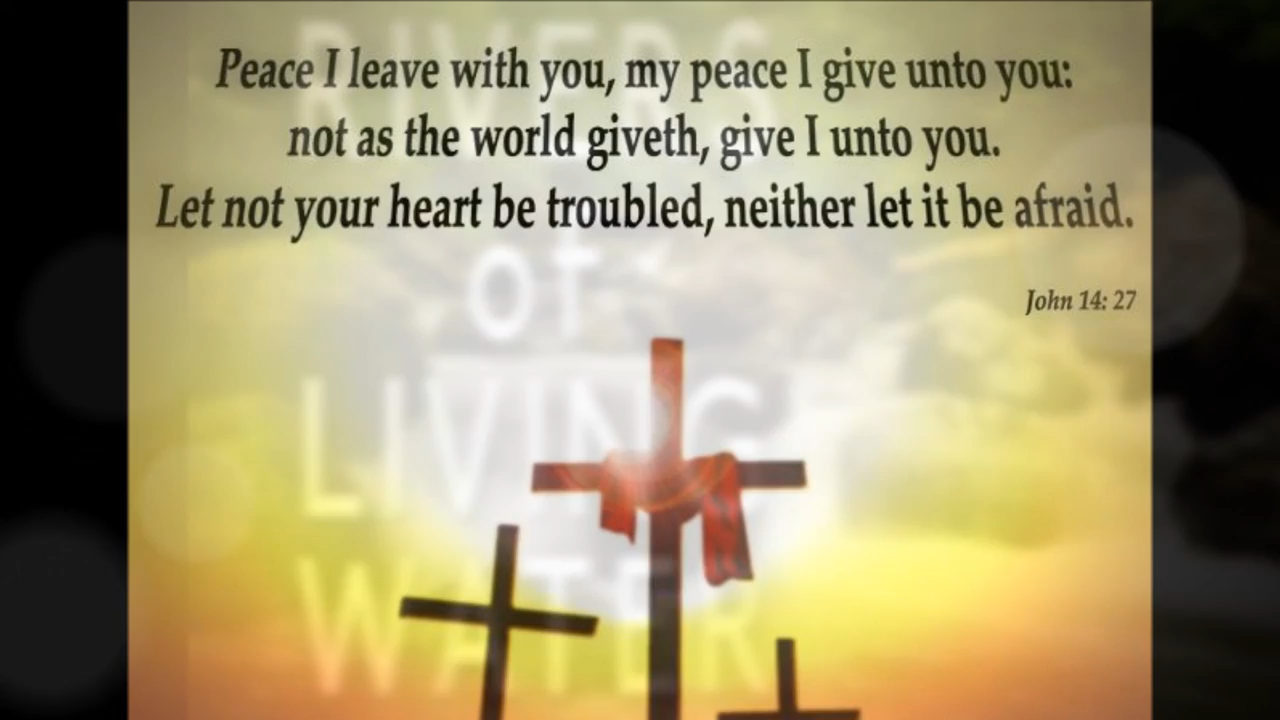 Peace I leave with you, my peace I give unto you:
not as the world giveth, give I unto you.
Let not your heart be troubled, neither let it be afraid.
John 14: 27
RIVERS
of
LIVING
WATER